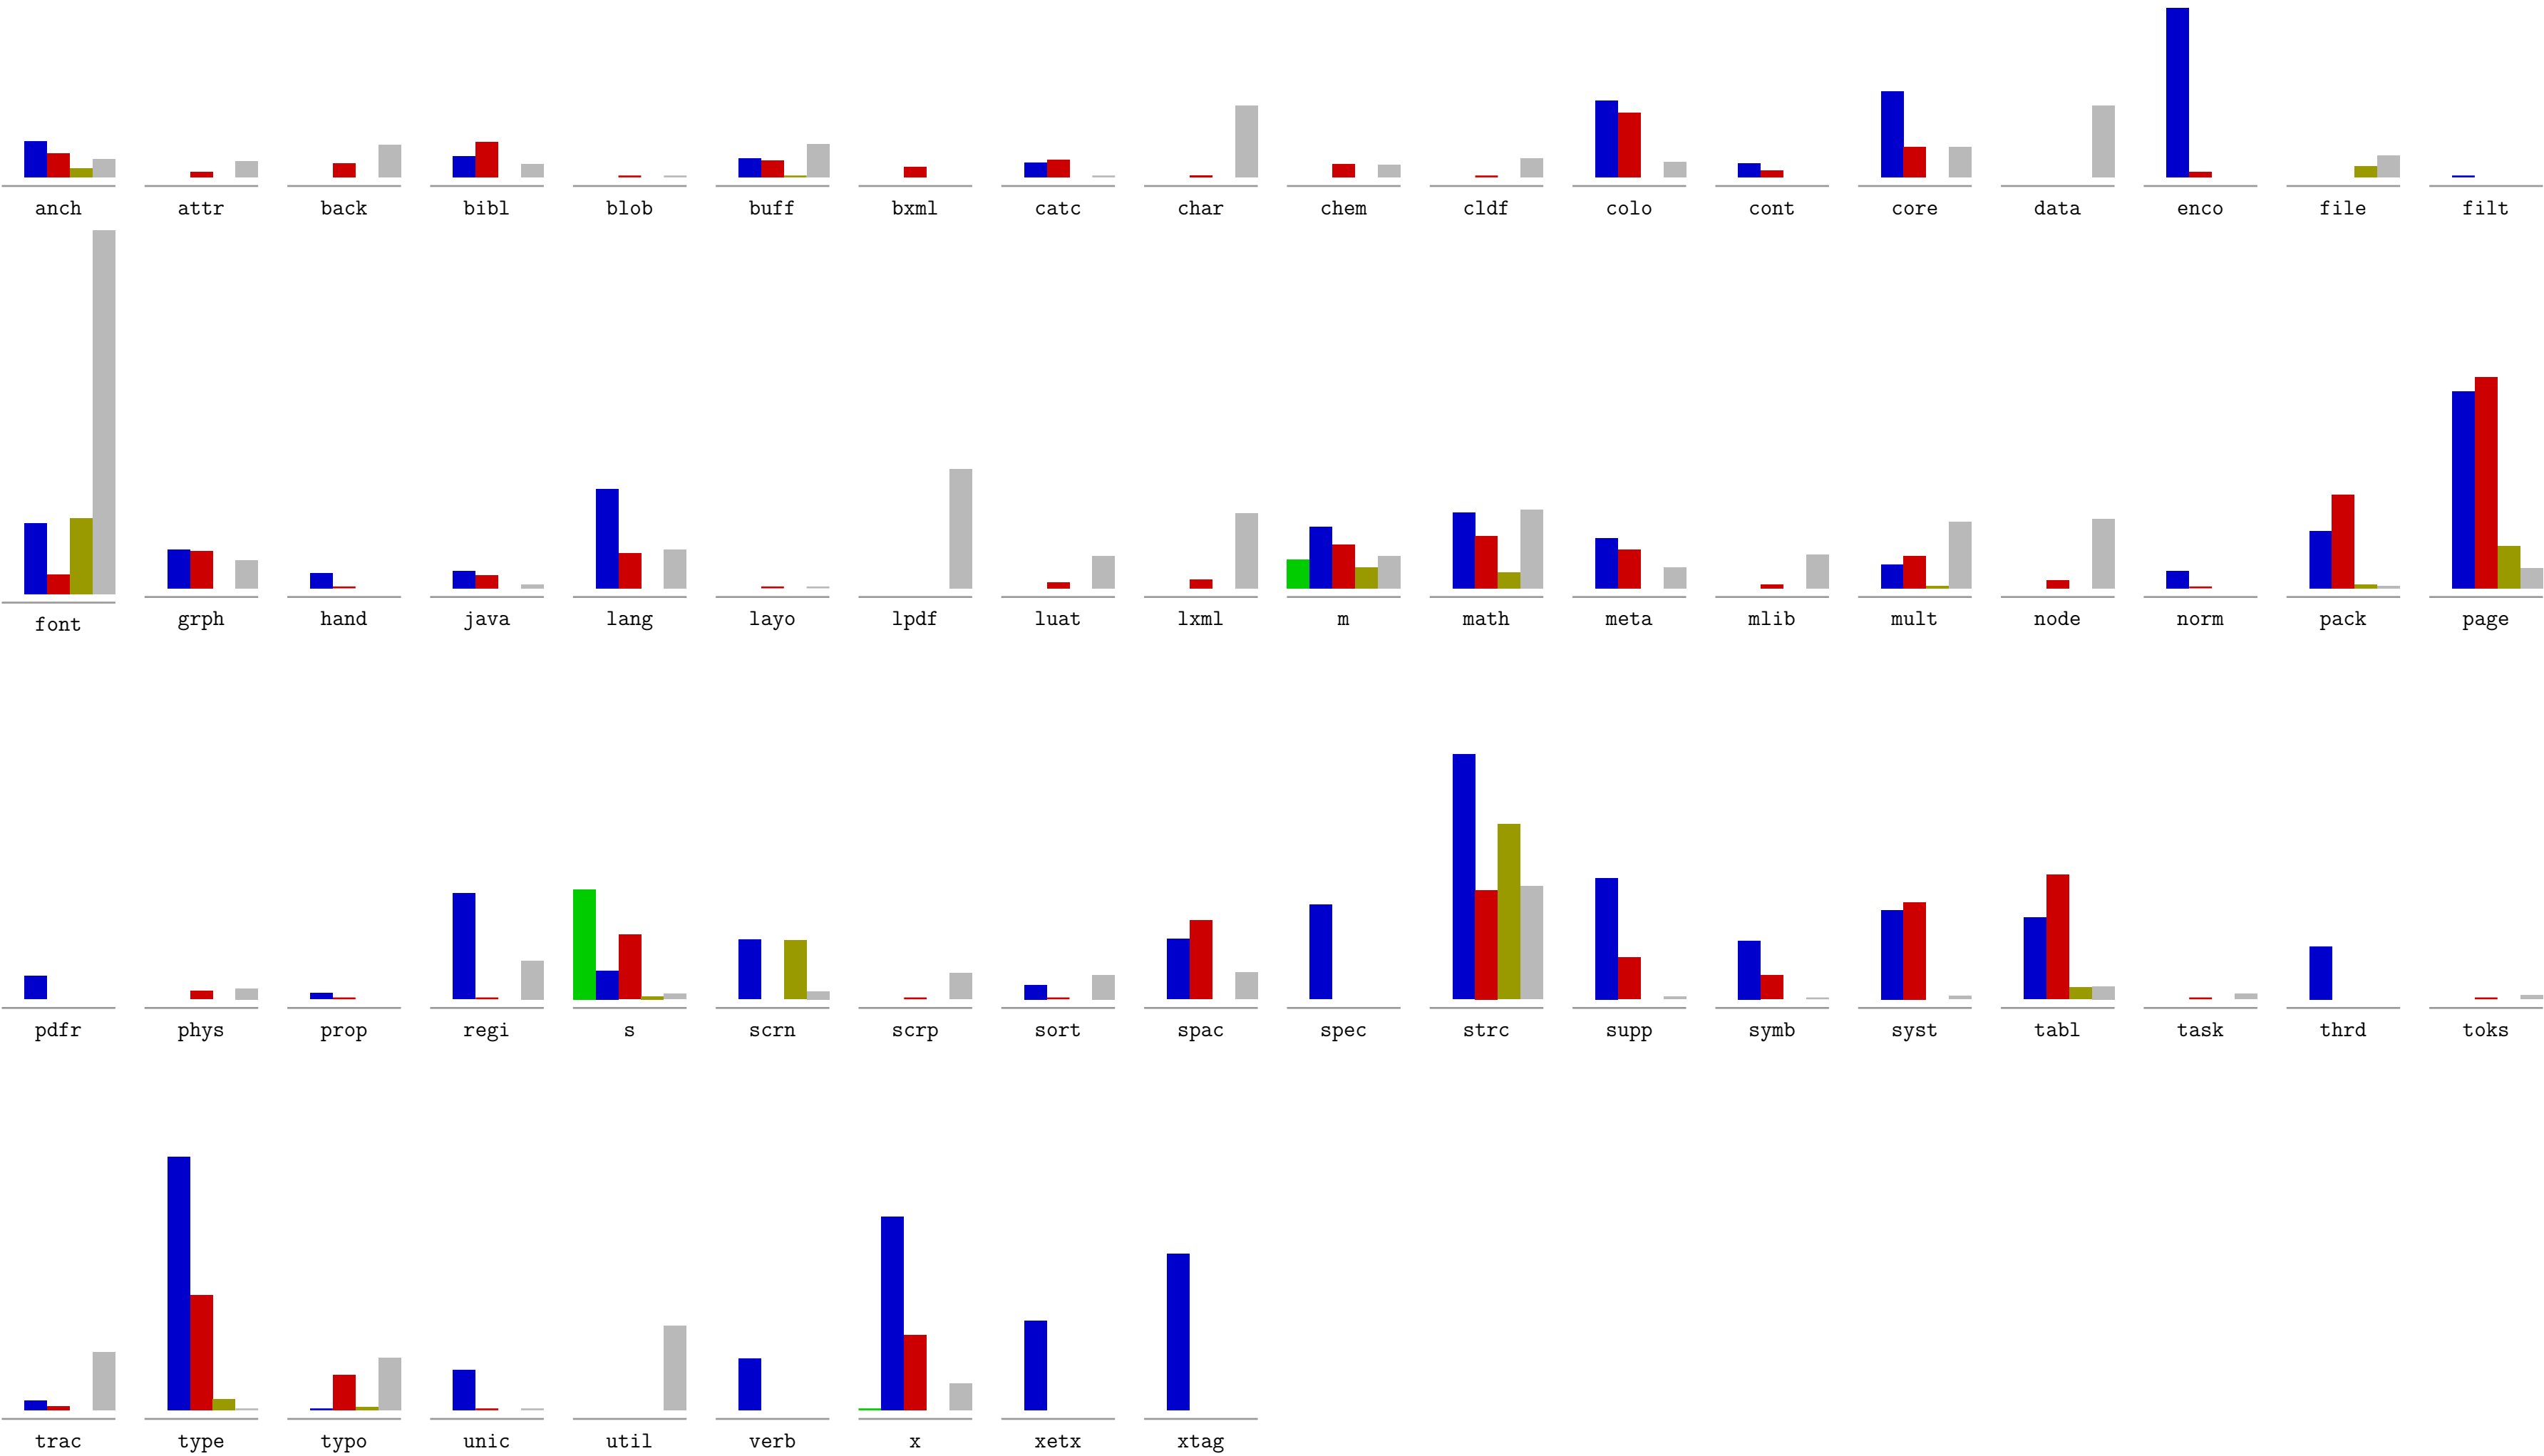 anch attr back bibl blob buff bxml catc char chem cldf colo cont core data enco file filt
font grph hand java lang layo lpdf luat lxml m math meta mlib mult node norm pack page
pdfr phys prop regi s scrn scrp sort spac spec strc supp symb syst tabl task thrd toks
trac type typo unic util verb x xetx xtag